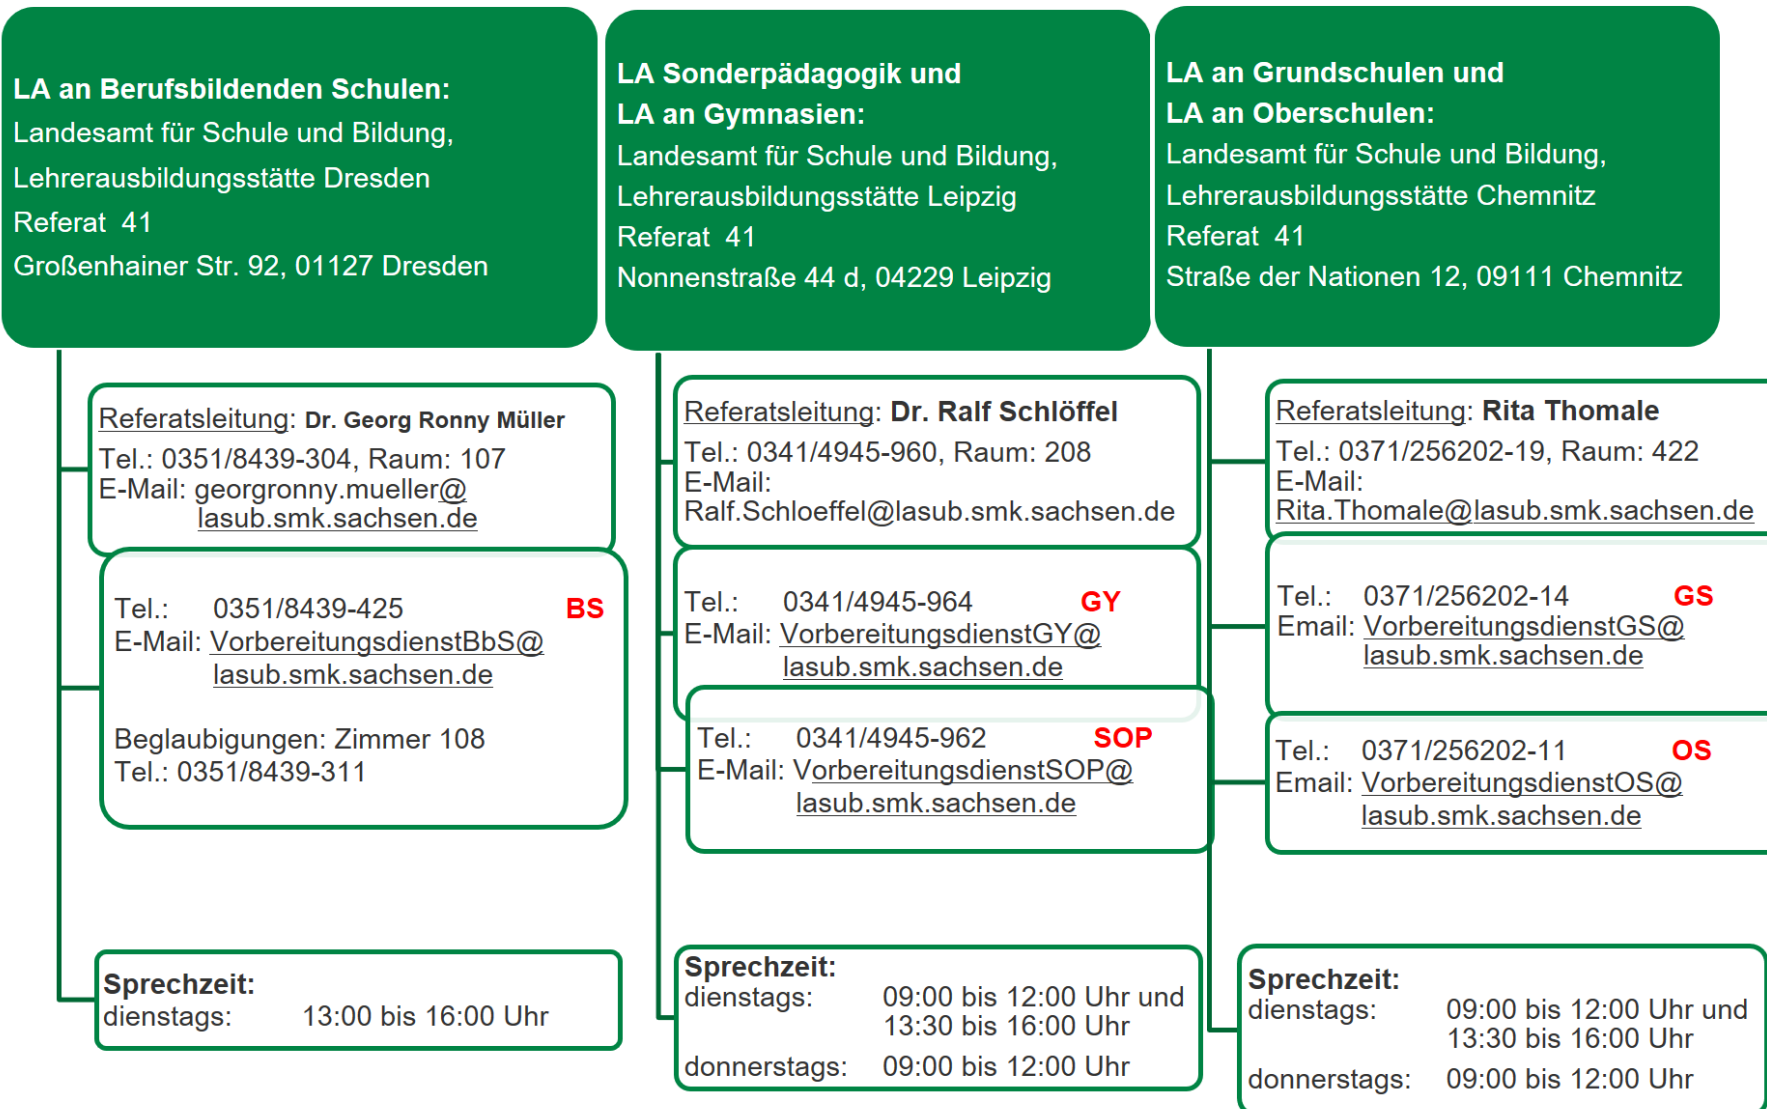 LA an Berufsbildenden Schulen:
Landesamt für Schule und Bildung,
Lehrerausbildungsstätte Dresden
Referat  41
Großenhainer Str. 92, 01127 Dresden
Referatsleitung: Dr. Georg Ronny Müller
Tel.: 0351/8439-304, Raum: 107
E-Mail: georgronny.mueller@
lasub.smk.sachsen.de
Tel.: 0351/8439-425 BS
E-Mail: VorbereitungsdienstBbS@
lasub.smk.sachsen.de
Beglaubigungen: Zimmer 108
Tel.: 0351/8439-311
Sprechzeit:
dienstags: 13:00 bis 16:00 Uhr
LA Sonderpädagogik und
LA an Gymnasien:
Landesamt für Schule und Bildung,
Lehrerausbildungsstätte Leipzig
Referat  41
Nonnenstraße 44 d, 04229 Leipzig
Referatsleitung: Dr. Ralf Schlöffel
Tel.: 0341/4945-960, Raum: 208
E-Mail:
Ralf.Schloeffel@lasub.smk.sachsen.de
Tel.: 0341/4945-964 GY
E-Mail: VorbereitungsdienstGY@
lasub.smk.sachsen.de
Tel.: 0341/4945-962 SOP
E-Mail: VorbereitungsdienstSOP@
lasub.smk.sachsen.de
Sprechzeit:
dienstags: 09:00 bis 12:00 Uhr und
13:30 bis 16:00 Uhr
donnerstags: 09:00 bis 12:00 Uhr
LA an Grundschulen und
LA an Oberschulen:
Landesamt für Schule und Bildung,
Lehrerausbildungsstätte Chemnitz
Referat  41
Straße der Nationen 12, 09111 Chemnitz
Referatsleitung: Rita Thomale
Tel.: 0371/256202-19, Raum: 422
E-Mail:
Rita.Thomale@lasub.smk.sachsen.de
Tel.: 0371/256202-14 GS
Email: VorbereitungsdienstGS@
lasub.smk.sachsen.de
Tel.: 0371/256202-11 OS
Email: VorbereitungsdienstOS@
lasub.smk.sachsen.de
Sprechzeit:
dienstags: 09:00 bis 12:00 Uhr und
13:30 bis 16:00 Uhr
donnerstags: 09:00 bis 12:00 Uhr